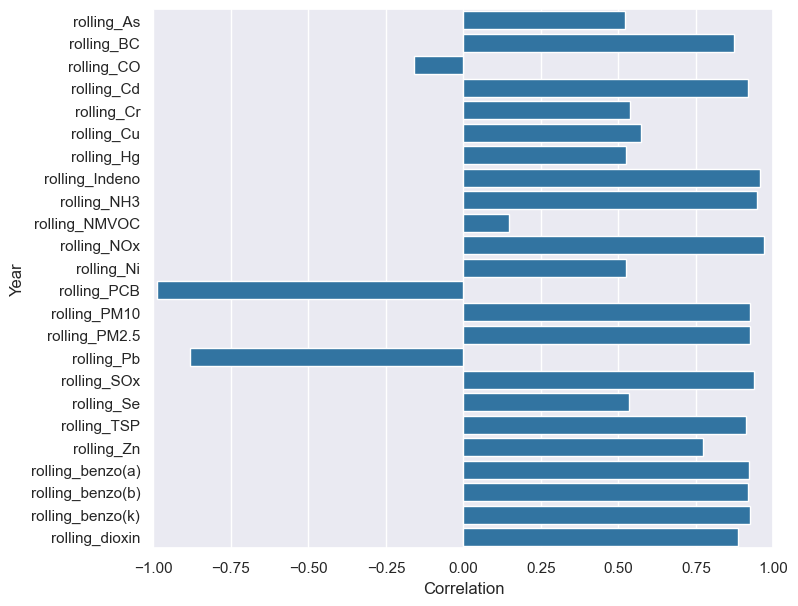 rolling_As
rolling_BC
rolling_CO
rolling_Cd
rolling_Cr
rolling_Cu
rolling_Hg
rolling_Indeno
rolling_NH3
rolling_NMVOC
rolling_NOx
rolling_Ni
rolling_PCB
rolling_PM10
rolling_PM2.5
rolling_Pb
rolling_SOx
rolling_Se
rolling_TSP
rolling_Zn
rolling_benzo(a)
rolling_benzo(b)
rolling_benzo(k)
rolling_dioxin
Year
−1.00 −0.75 −0.50 −0.25 0.00 0.25 0.50 0.75 1.00
Correlation